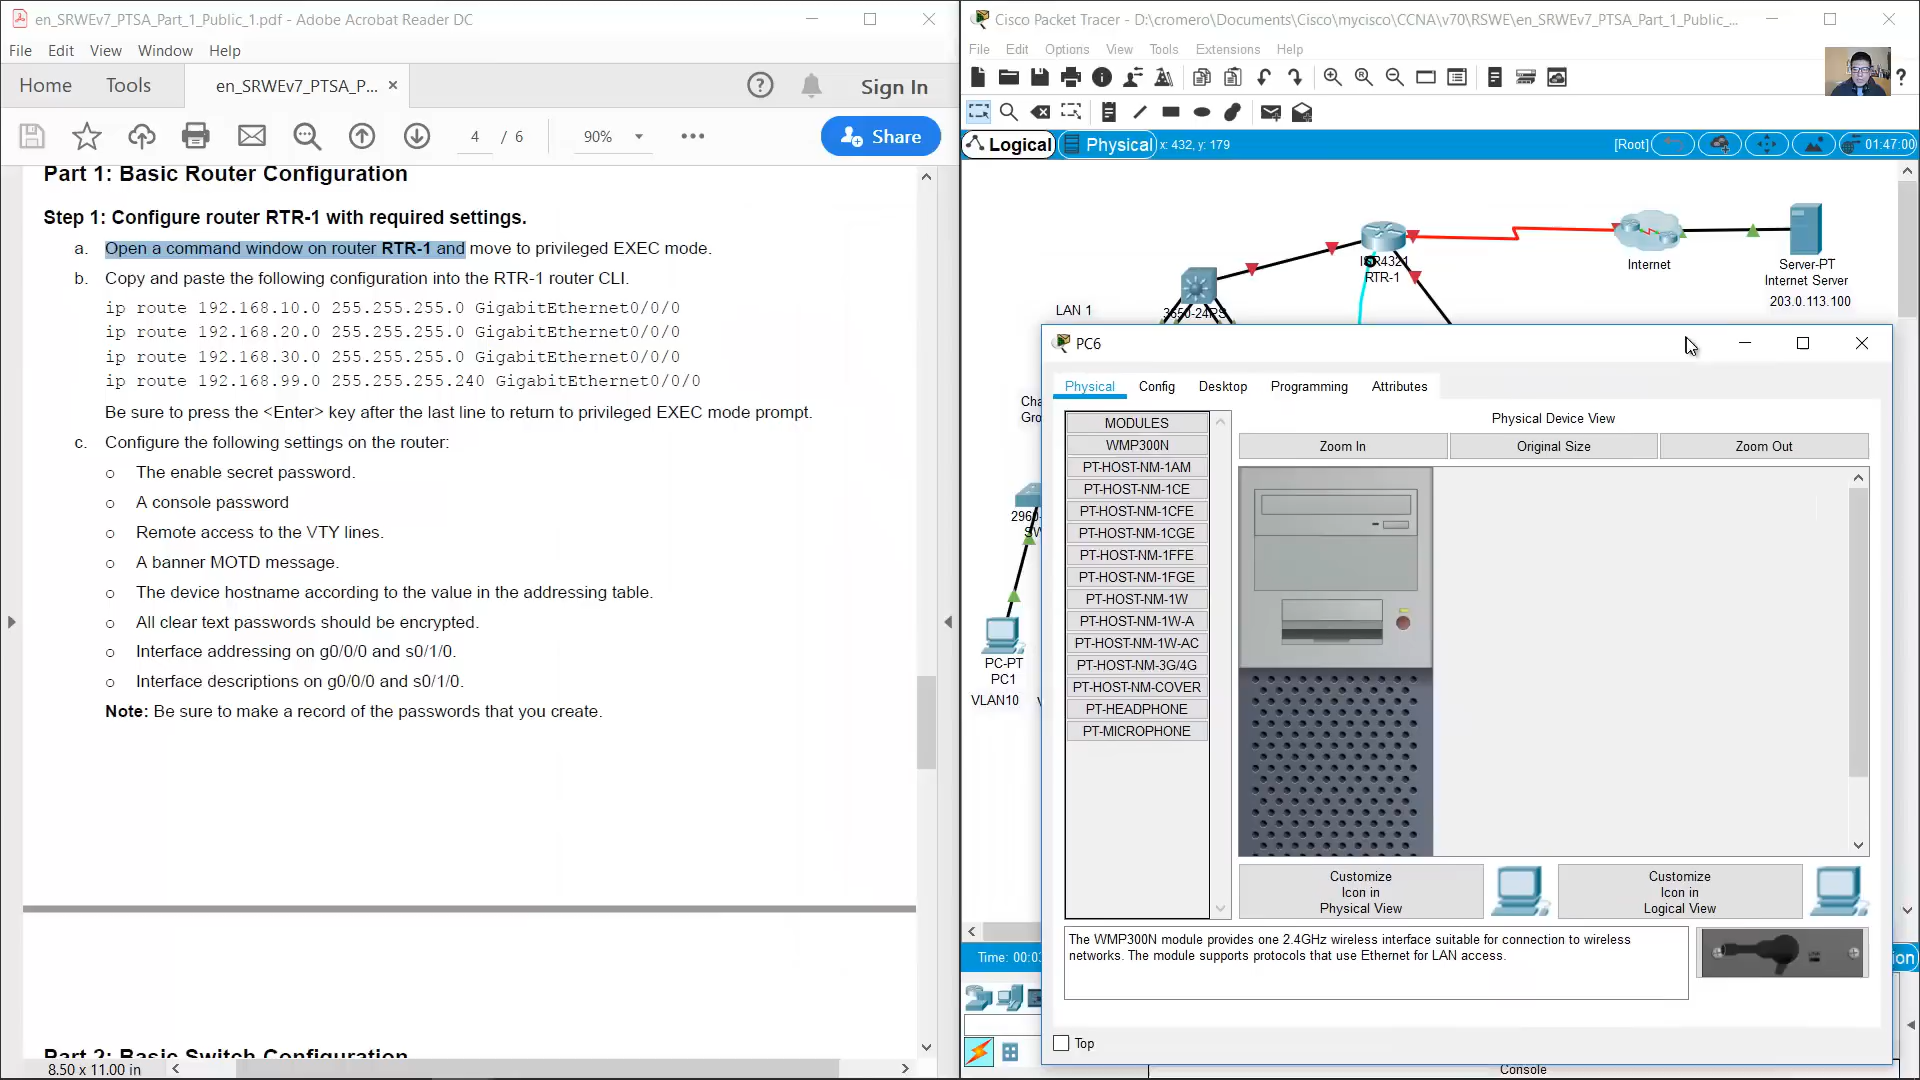 en_SRWEv7_PTSA_Part_1_Public_1.pdf - Adobe Acrobat Reader DC
File Edit View Window Help
Home Tools en_SRWEv7_PTSA_P... × Sign In
4 / 6 90% Share
Part 1: Basic Router Configuration
Step 1: Configure router RTR-1 with required settings.
a. Open a command window on router RTR-1 and move to privileged EXEC mode.
b. Copy and paste the following configuration into the RTR-1 router CLI.
ip route 192.168.10.0 255.255.255.0 GigabitEthernet0/0/0
ip route 192.168.20.0 255.255.255.0 GigabitEthernet0/0/0
ip route 192.168.30.0 255.255.255.0 GigabitEthernet0/0/0
ip route 192.168.99.0 255.255.255.240 GigabitEthernet0/0/0
Be sure to press the <Enter> key after the last line to return to privileged EXEC mode prompt.
c. Configure the following settings on the router:
o The enable secret password.
o A console password
o Remote access to the VTY lines.
o A banner MOTD message.
o The device hostname according to the value in the addressing table.
o All clear text passwords should be encrypted.
o Interface addressing on g0/0/0 and s0/1/0.
o Interface descriptions on g0/0/0 and s0/1/0.
Note: Be sure to make a record of the passwords that you create.
Part 2: Basic Switch Configuration
8.50 x 11.00 in
Cisco Packet Tracer - D:\cromero\Documents\Cisco\mycisco\CCNA\v70\RSWE\en_SRWEv7_PTSA_Part_1_Public_...
File Edit Options View Tools Extensions Help
Logical Physical x: 432, y: 179 [Root] 01:47:00
ISR4321
RTR-1
Internet
Server-PT
Internet Server
203.0.113.100
LAN 1
3650-24PS
Cha
Gro
2960-
SW
PC-PT
PC1
VLAN10
PC6
Physical Config Desktop Programming Attributes
MODULES
WMP300N
PT-HOST-NM-1AM
PT-HOST-NM-1CE
PT-HOST-NM-1CFE
PT-HOST-NM-1CGE
PT-HOST-NM-1FFE
PT-HOST-NM-1FGE
PT-HOST-NM-1W
PT-HOST-NM-1W-A
PT-HOST-NM-1W-AC
PT-HOST-NM-3G/4G
PT-HOST-NM-COVER
PT-HEADPHONE
PT-MICROPHONE
Physical Device View
Zoom In Original Size Zoom Out
Customize
Icon in
Physical View
Customize
Icon in
Logical View
The WMP300N module provides one 2.4GHz wireless interface suitable for connection to wireless
networks. The module supports protocols that use Ethernet for LAN access.
Top
Time: 00:0
ion
Console